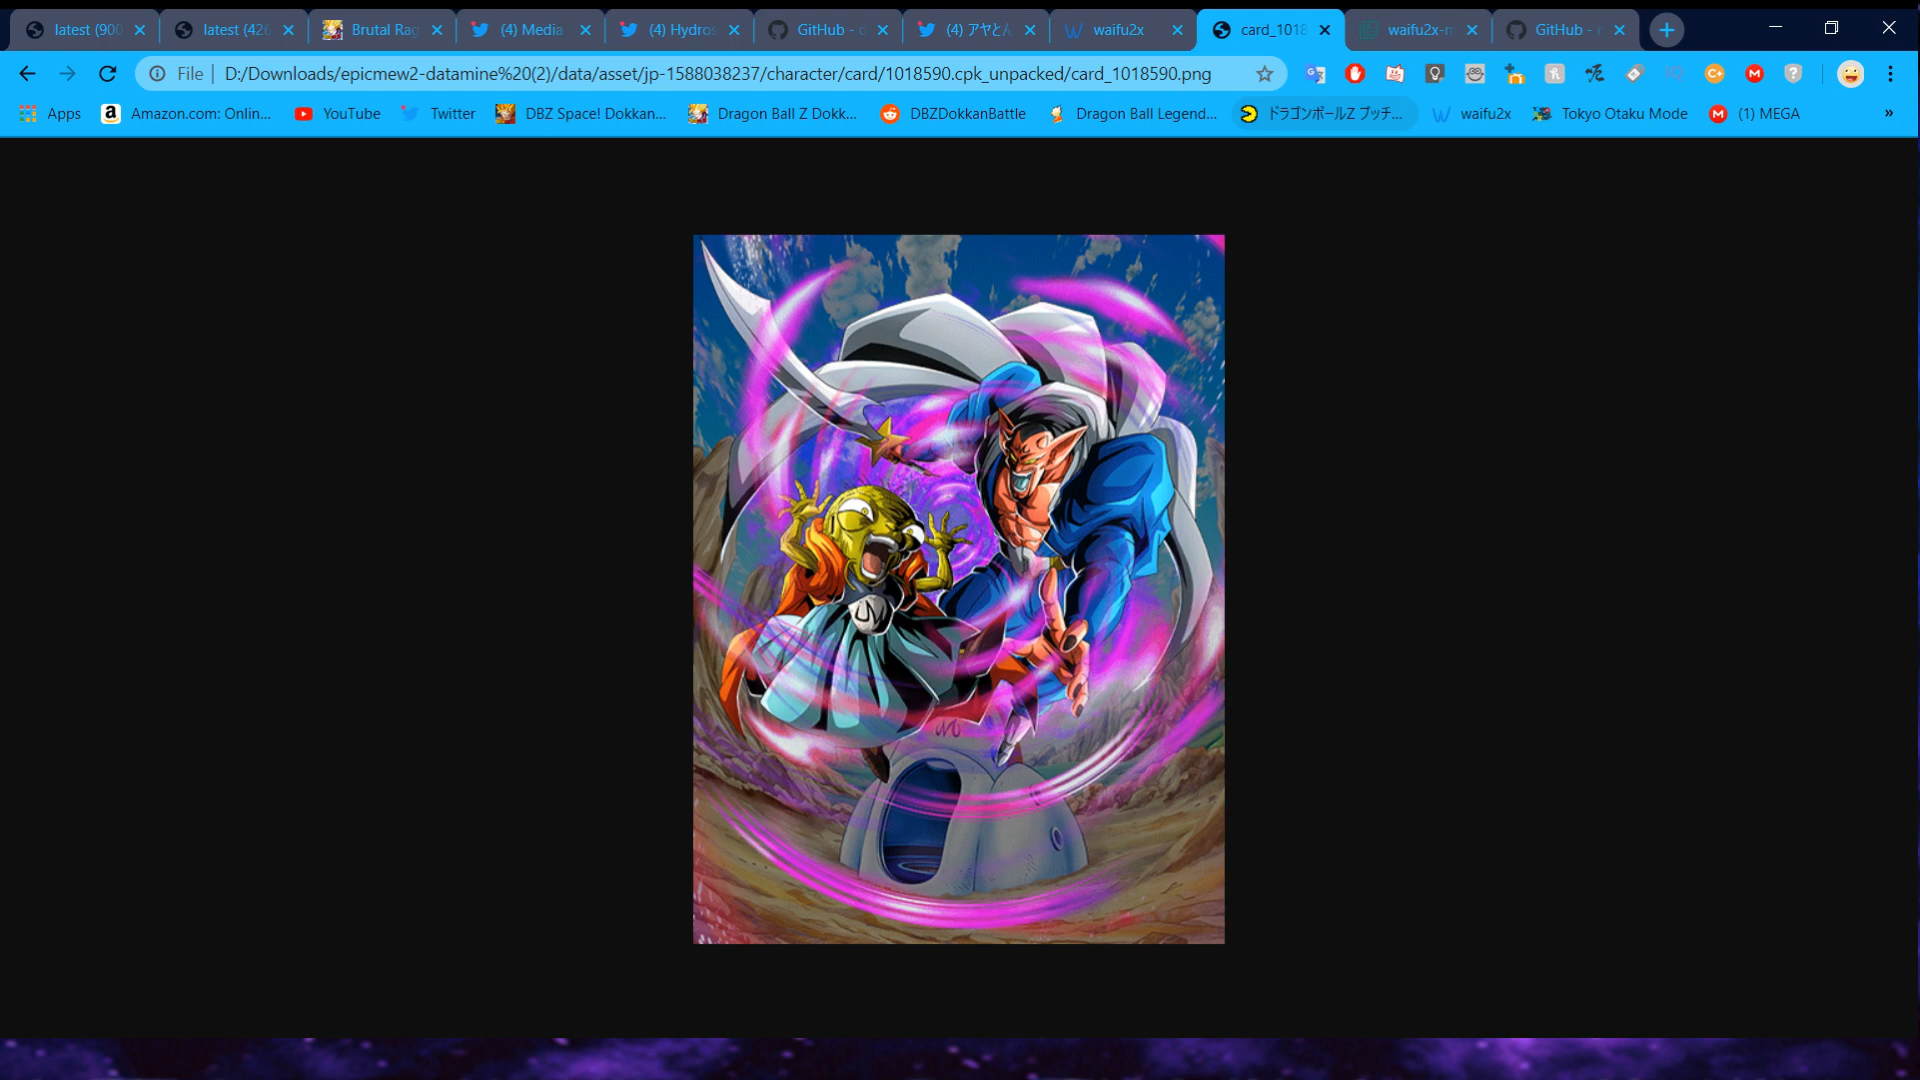 latest (900
latest (426
Brutal Rag
(4) Media
(4) Hydros
GitHub - d
(4) アヤとん
waifu2x
card_1018
waifu2x-m
GitHub - n
File | D:/Downloads/epicmew2-datamine%20(2)/data/asset/jp-1588038237/character/card/1018590.cpk_unpacked/card_1018590.png
Apps
Amazon.com: Onlin...
YouTube
Twitter
DBZ Space! Dokkan...
Dragon Ball Z Dokk...
DBZDokkanBattle
Dragon Ball Legend...
ドラゴンボールZ ブッチ...
waifu2x
Tokyo Otaku Mode
(1) MEGA
»